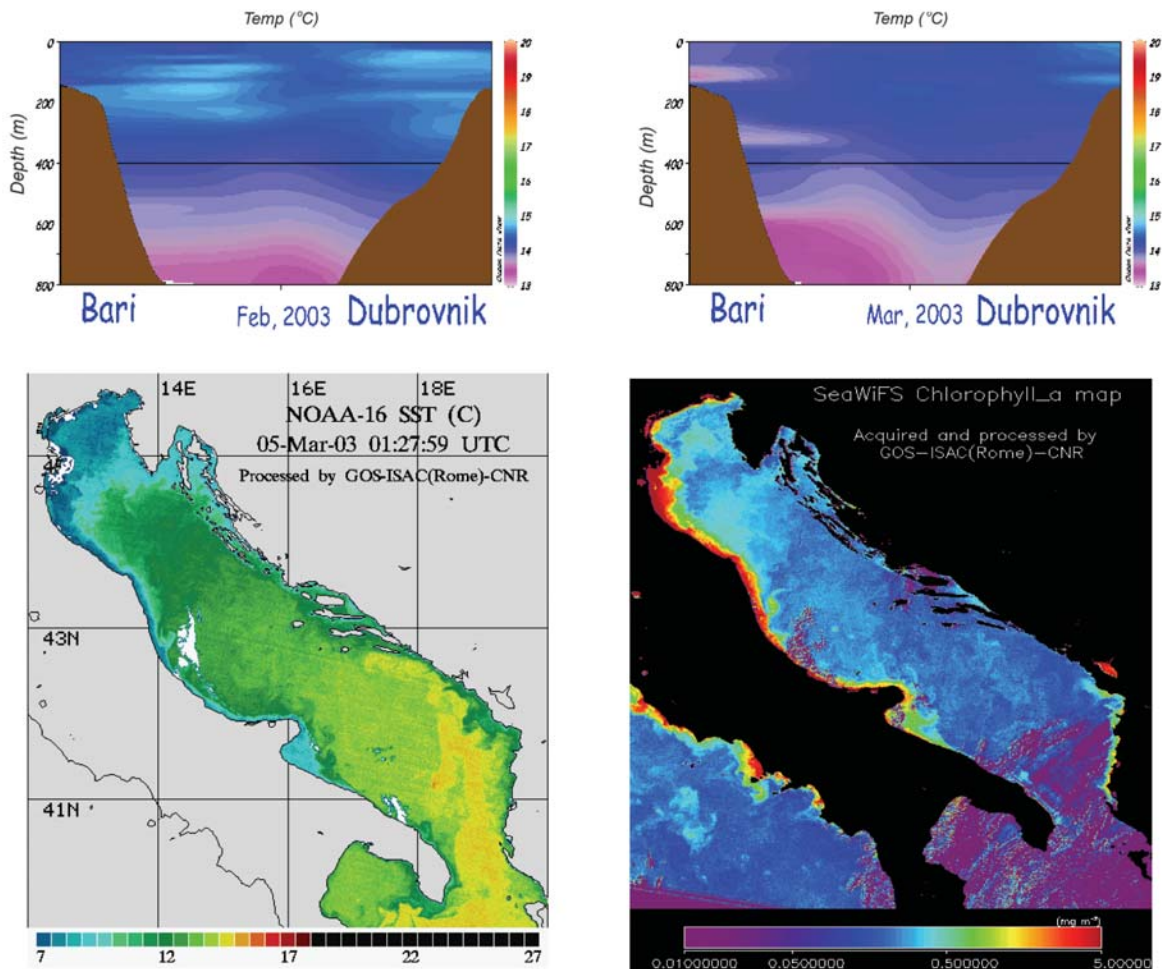 Temp (°C)
0
200
400
600
800
Depth (m)
20
19
18
17
16
15
14
13
Bari
Feb, 2003
Dubrovnik
Temp (°C)
0
200
400
600
800
Depth (m)
20
19
18
17
16
15
14
13
Bari
Mar, 2003
Dubrovnik
14E 16E 18E
NOAA-16 SST (C)
05-Mar-03 01:27:59 UTC
Processed by GOS-ISAC(Rome)-CNR
43N
41N
7 12 17 22 27
SeaWiFS Chlorophyll_a map
Acquired and processed by
GOS-ISAC(Rome)-CNR
(mg m⁻³)
0.01000000 0.0500000 0.500000 5.00000